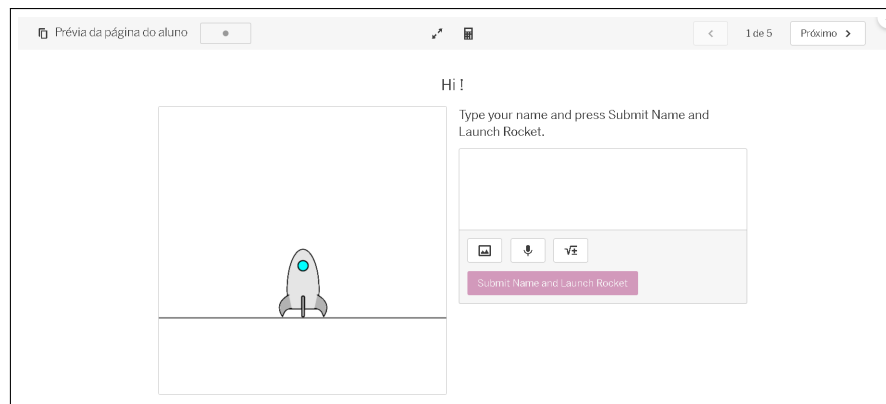 Prévia da página do aluno
1 de 5
Próximo
Hi !
Type your name and press Submit Name and
Launch Rocket.
√±
Submit Name and Launch Rocket